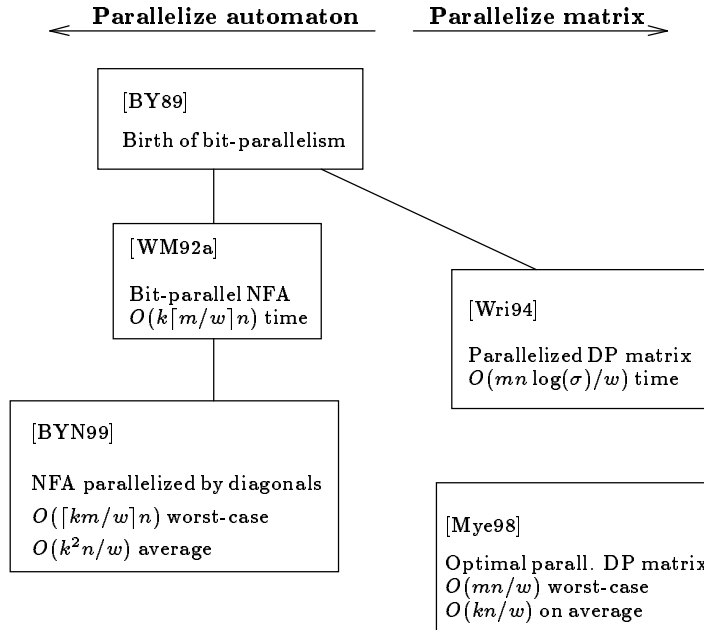 Parallelize automaton
Parallelize matrix
[BY89]
Birth of bit-parallelism
[WM92a]
Bit-parallel NFA
O(k⌈m/w⌉n) time
[Wri94]
Parallelized DP matrix
O(mn log(σ)/w) time
[BYN99]
NFA parallelized by diagonals
O(⌈km/w⌉n) worst-case
O(k²n/w) average
[Mye98]
Optimal parall. DP matrix
O(mn/w) worst-case
O(kn/w) on average